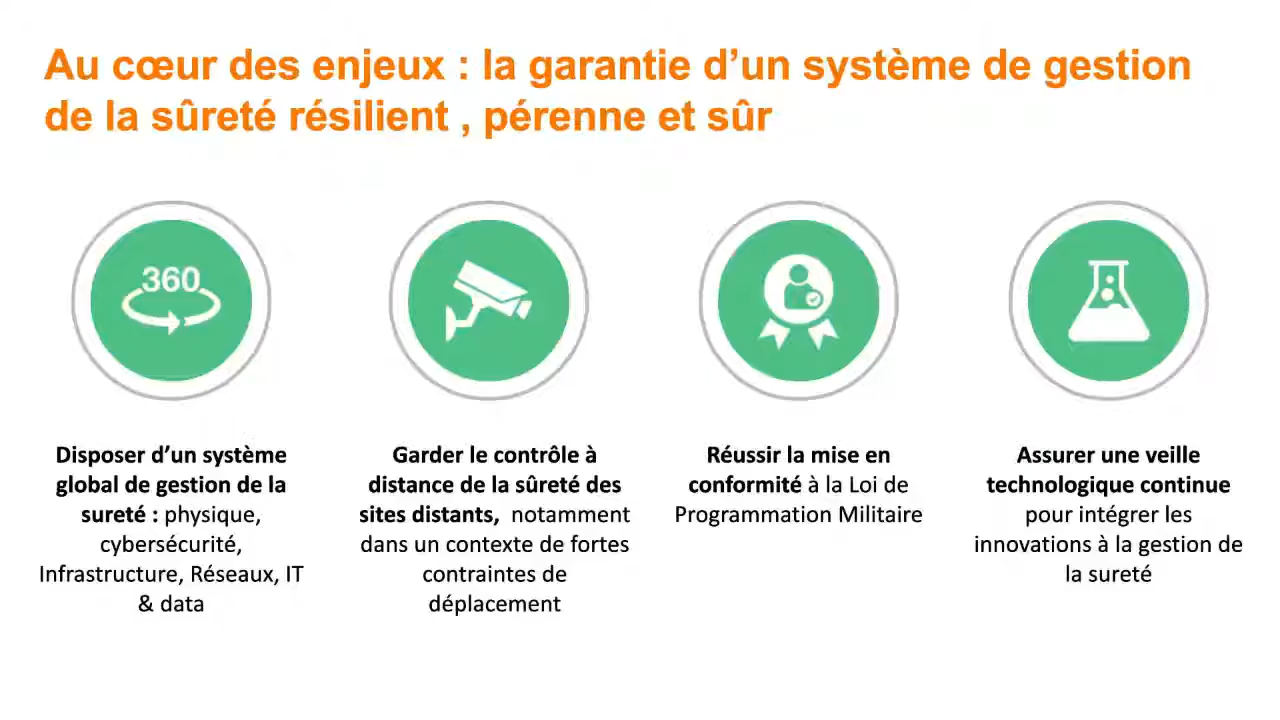 Au cœur des enjeux : la garantie d’un système de gestion
de la sûreté résilient , pérenne et sûr
360
Disposer d’un système
global de gestion de la
sureté : physique,
cybersécurité,
Infrastructure, Réseaux, IT
& data
Garder le contrôle à
distance de la sûreté des
sites distants, notamment
dans un contexte de fortes
contraintes de
déplacement
Réussir la mise en
conformité à la Loi de
Programmation Militaire
Assurer une veille
technologique continue
pour intégrer les
innovations à la gestion de
la sureté